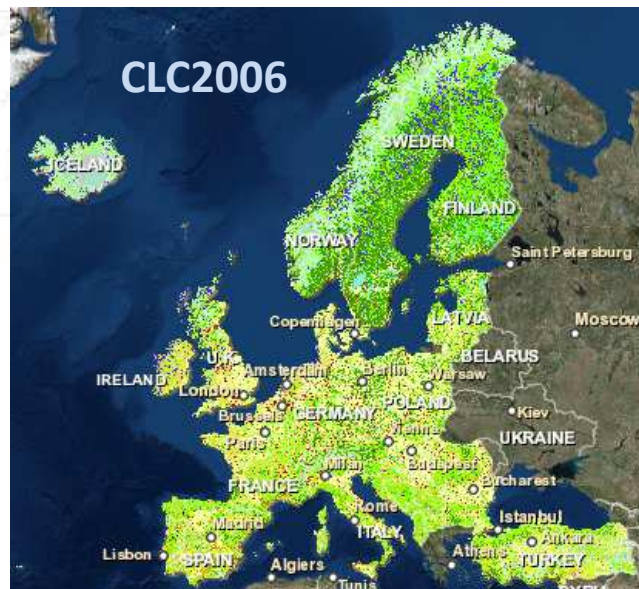 CLC2006
ICELAND
SWEDEN
FINLAND
NORWAY
Saint Petersburg
Copenhagen
LATVIA
Moscow
BELARUS
U.K.
IRELAND
Amsterdam
Berlin
Warsaw
London
GERMANY
POLAND
Brussels
Kiev
Paris
Vienna
UKRAINE
Budapest
Milan
FRANCE
Bucharest
Rome
Istanbul
Madrid
ITALY
Ankara
Lisbon
SPAIN
Algiers
Athens
TURKEY
Tunis